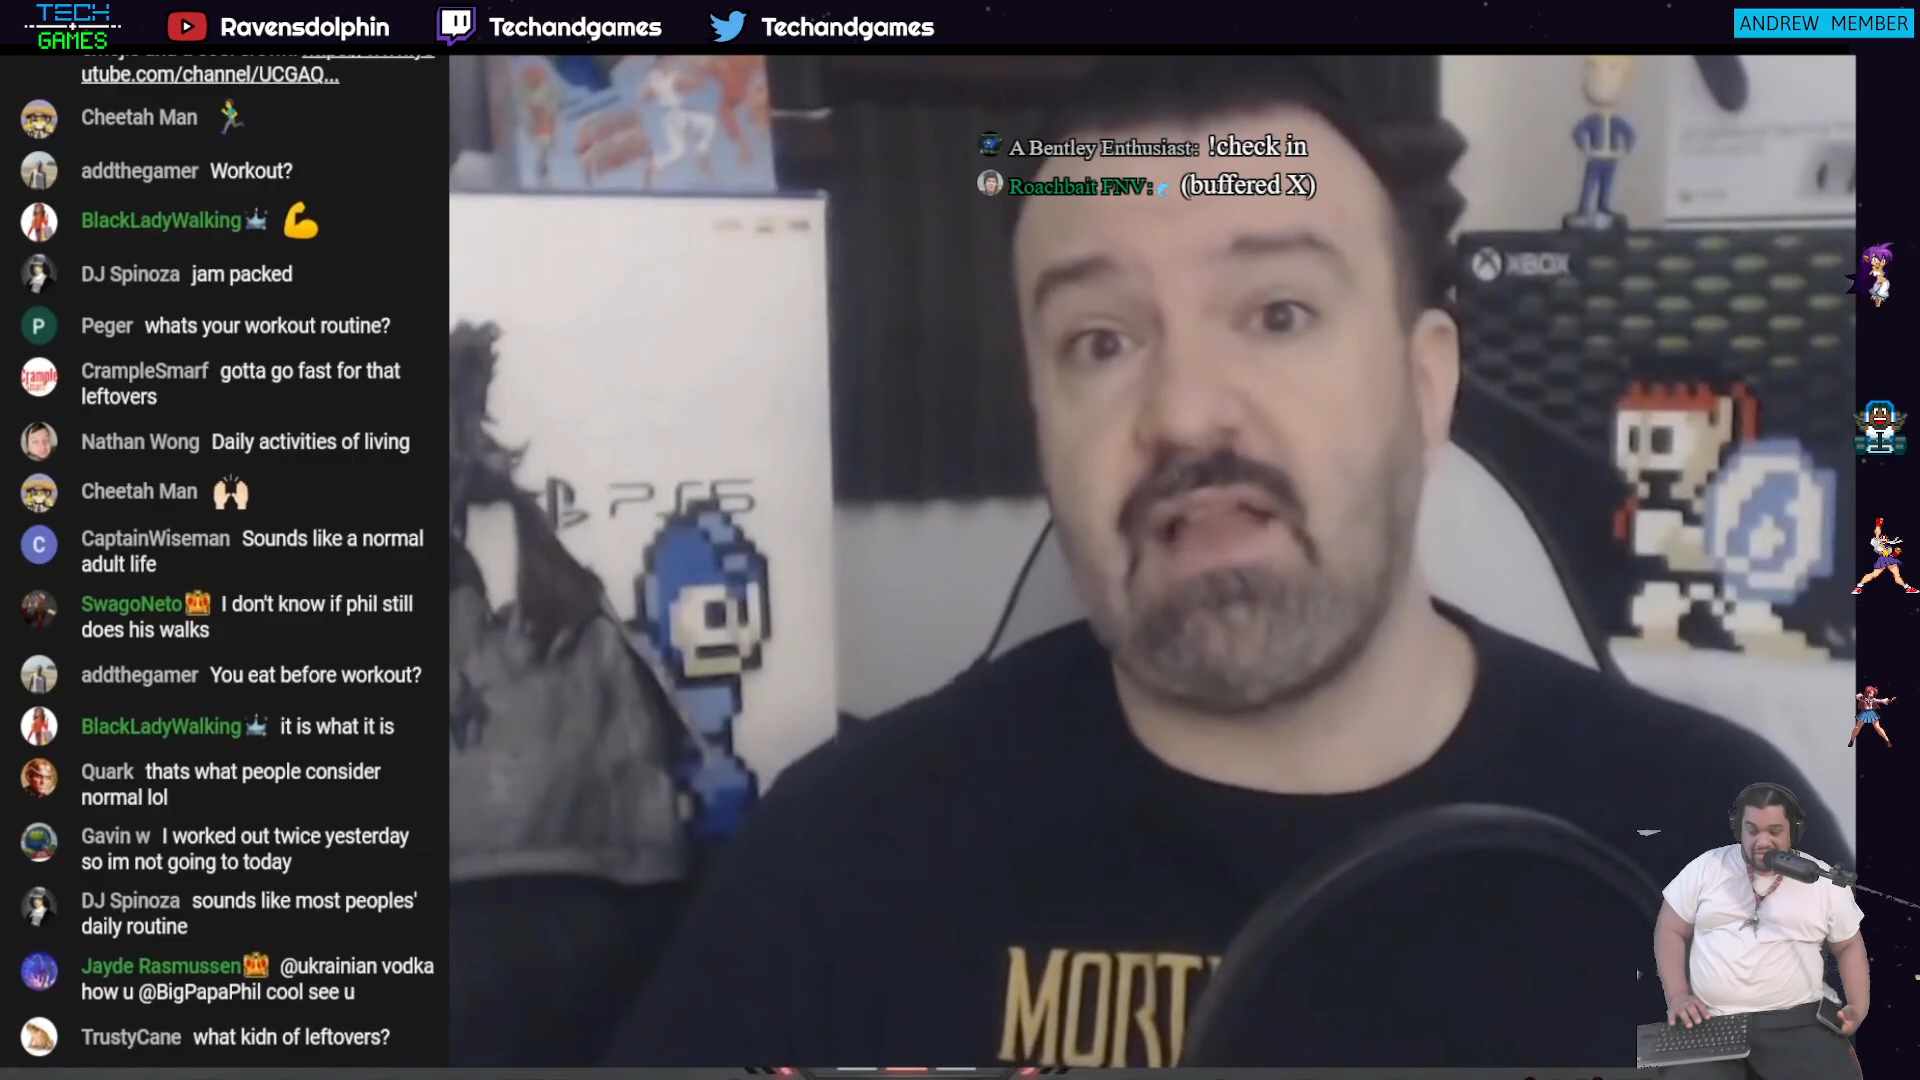 TECH
GAMES
Ravensdolphin
Techandgames
Techandgames
ANDREW MEMBER
utube.com/channel/UCGAQ...
Cheetah Man
addthegamer Workout?
BlackLadyWalking
DJ Spinoza jam packed
P
Peger whats your workout routine?
CrampleSmarf gotta go fast for that
leftovers
Nathan Wong Daily activities of living
Cheetah Man
C
CaptainWiseman Sounds like a normal
adult life
SwagoNeto I don't know if phil still
does his walks
addthegamer You eat before workout?
BlackLadyWalking it is what it is
Quark thats what people consider
normal lol
Gavin w I worked out twice yesterday
so im not going to today
DJ Spinoza sounds like most peoples'
daily routine
Jayde Rasmussen @ukrainian vodka
how u @BigPapaPhil cool see u
TrustyCane what kidn of leftovers?
A Bentley Enthusiast: !check in
Roachbait FNV: (buffered X)
XBOX
PS5
MORT